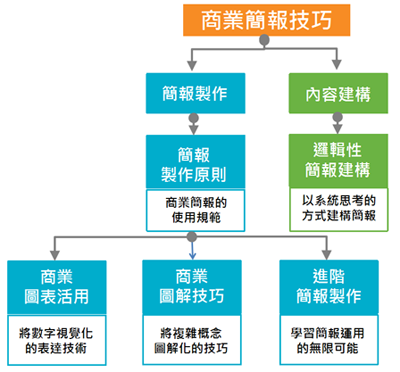 商業簡報技巧
簡報製作
內容建構
簡報
製作原則
商業簡報的
使用規範
邏輯性
簡報建構
以系統思考的
方式建構簡報
商業
圖表活用
將數字視覺化
的表達技術
商業
圖解技巧
將複雜概念
圖解化的技巧
進階
簡報製作
學習簡報運用
的無限可能